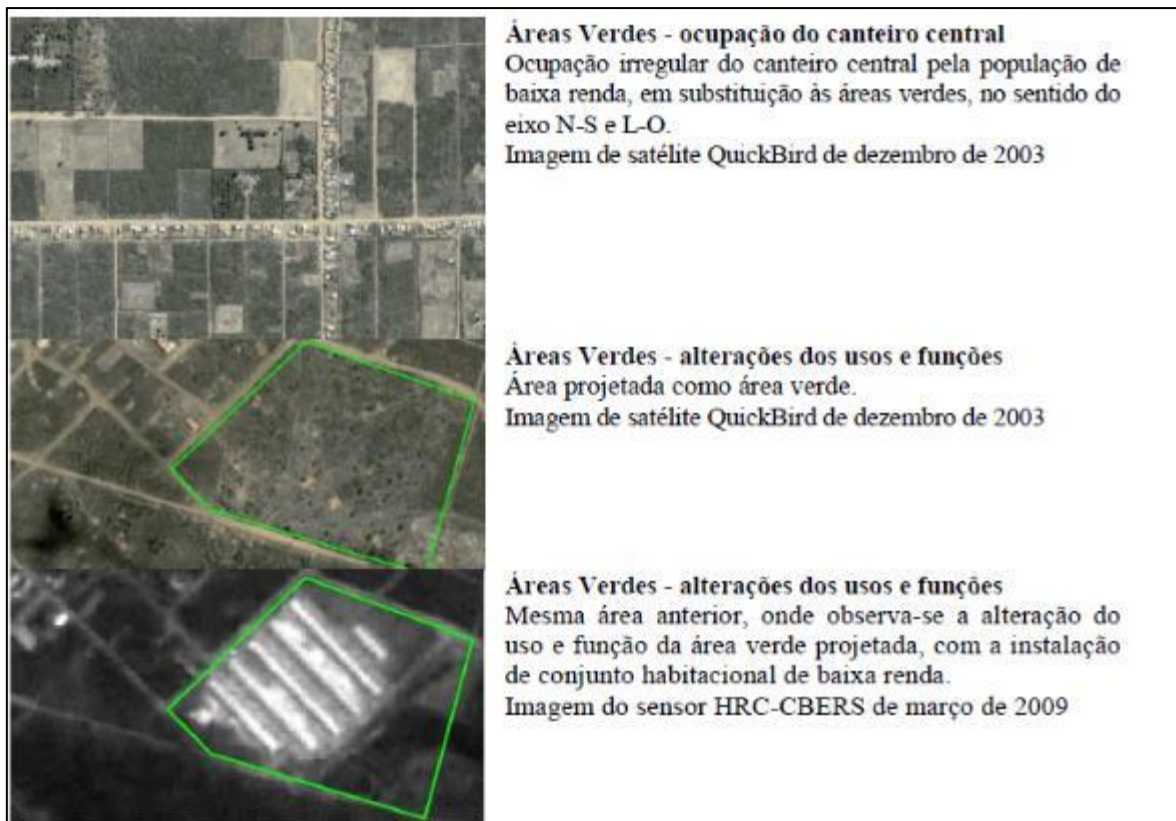 Áreas Verdes - ocupação do canteiro central
Ocupação irregular do canteiro central pela população de
baixa renda, em substituição às áreas verdes, no sentido do
eixo N-S e L-O.
Imagem de satélite QuickBird de dezembro de 2003
Áreas Verdes - alterações dos usos e funções
Área projetada como área verde.
Imagem de satélite QuickBird de dezembro de 2003
Áreas Verdes - alterações dos usos e funções
Mesma área anterior, onde observa-se a alteração do
uso e função da área verde projetada, com a instalação
de conjunto habitacional de baixa renda.
Imagem do sensor HRC-CBERS de março de 2009